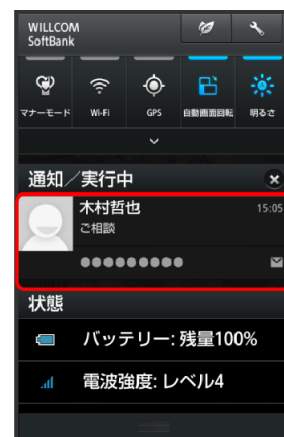 WILLCOM
SoftBank
マナーモード Wi-Fi GPS 自動画面回転 明るさ
通知/実行中
木村哲也 15:05
ご相談
●●●●●●●●●
状態
バッテリー: 残量100%
電波強度: レベル4